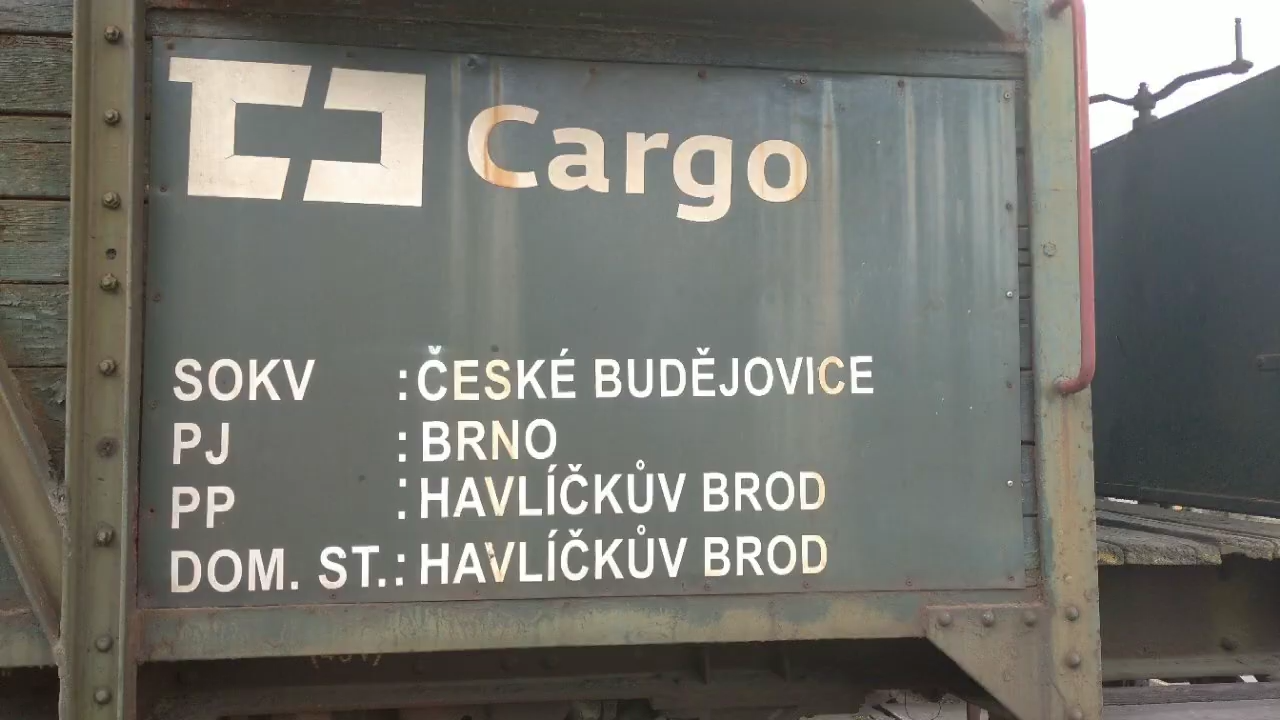 Cargo
SOKV : ČESKÉ BUDĚJOVICE
PJ : BRNO
PP : HAVLÍČKŮV BROD
DOM. ST.: HAVLÍČKŮV BROD